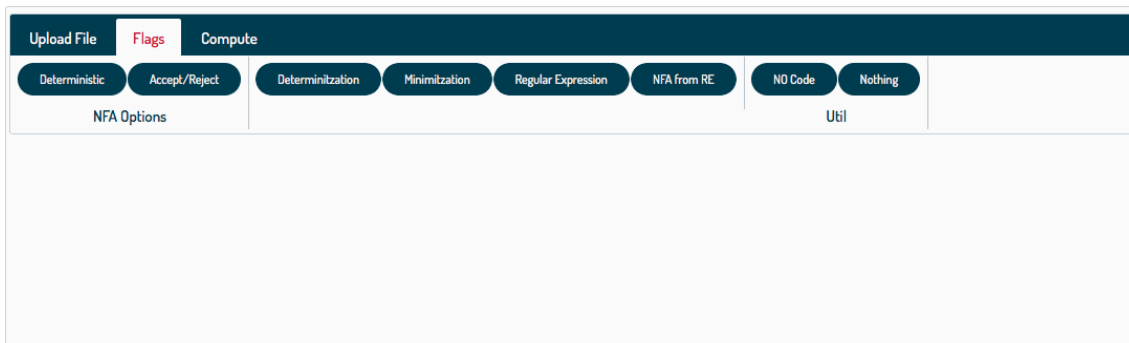 Upload File Flags Compute
Deterministic Accept/Reject Determinitzation Minimitzation Regular Expression NFA from RE NO Code Nothing
NFA Options Util